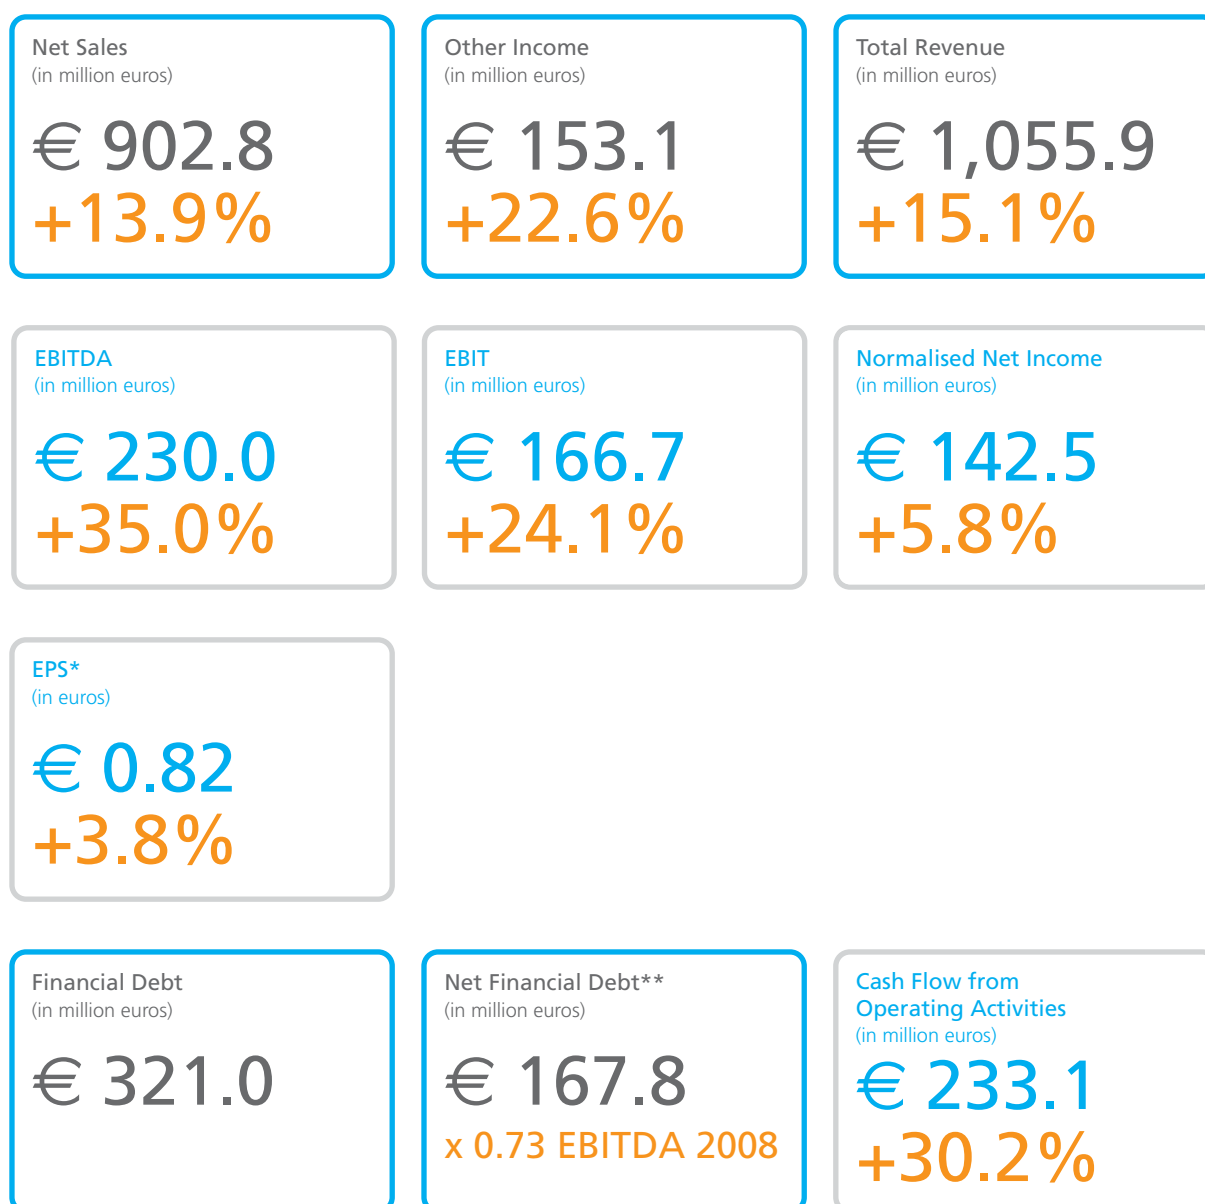 Net Sales
(in million euros)
€ 902.8
+13.9%
Other Income
(in million euros)
€ 153.1
+22.6%
Total Revenue
(in million euros)
€ 1,055.9
+15.1%
EBITDA
(in million euros)
€ 230.0
+35.0%
EBIT
(in million euros)
€ 166.7
+24.1%
Normalised Net Income
(in million euros)
€ 142.5
+5.8%
EPS*
(in euros)
€ 0.82
+3.8%
Financial Debt
(in million euros)
€ 321.0
Net Financial Debt**
(in million euros)
€ 167.8
x 0.73 EBITDA 2008
Cash Flow from
Operating Activities
(in million euros)
€ 233.1
+30.2%